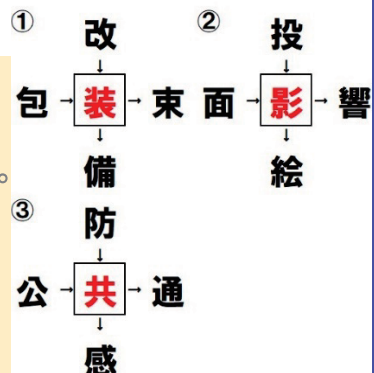 ① 改
包→装→束
備
② 投
面→影→響
絵
③ 防
公→共→通
感
。